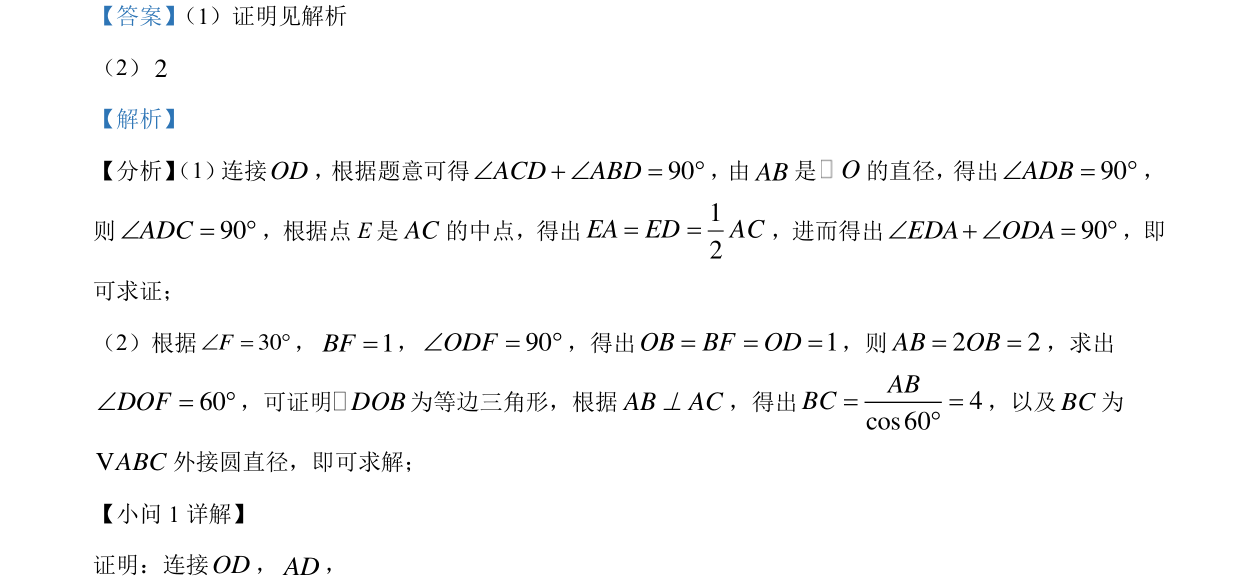 【答案】（1）证明见解析
（2）2
【解析】
【分析】（1）连接OD，根据题意可得∠ACD+∠ABD=90°，由AB是□ O的直径，得出∠ADB=90°，
则∠ADC=90°，根据点E是AC的中点，得出EA=ED=1/2 AC，进而得出∠EDA+∠ODA=90°，即
可求证；
（2）根据∠F=30°，BF=1，∠ODF=90°，得出OB=BF=OD=1，则AB=2OB=2，求出
∠DOF=60°，可证明□DOB为等边三角形，根据AB⊥AC，得出BC=AB/cos60°=4，以及BC为
VABC外接圆直径，即可求解；
【小问1详解】
证明：连接OD，AD，